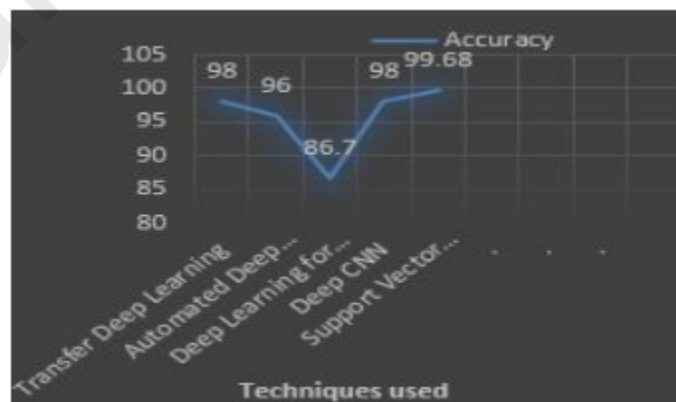 Accuracy
105
100
95
90
85
80
98
96
86.7
98
99.68
Transfer Deep Learning
Automated Deep...
Deep Learning for...
Deep CNN
Support Vector...
.
.
.
Techniques used